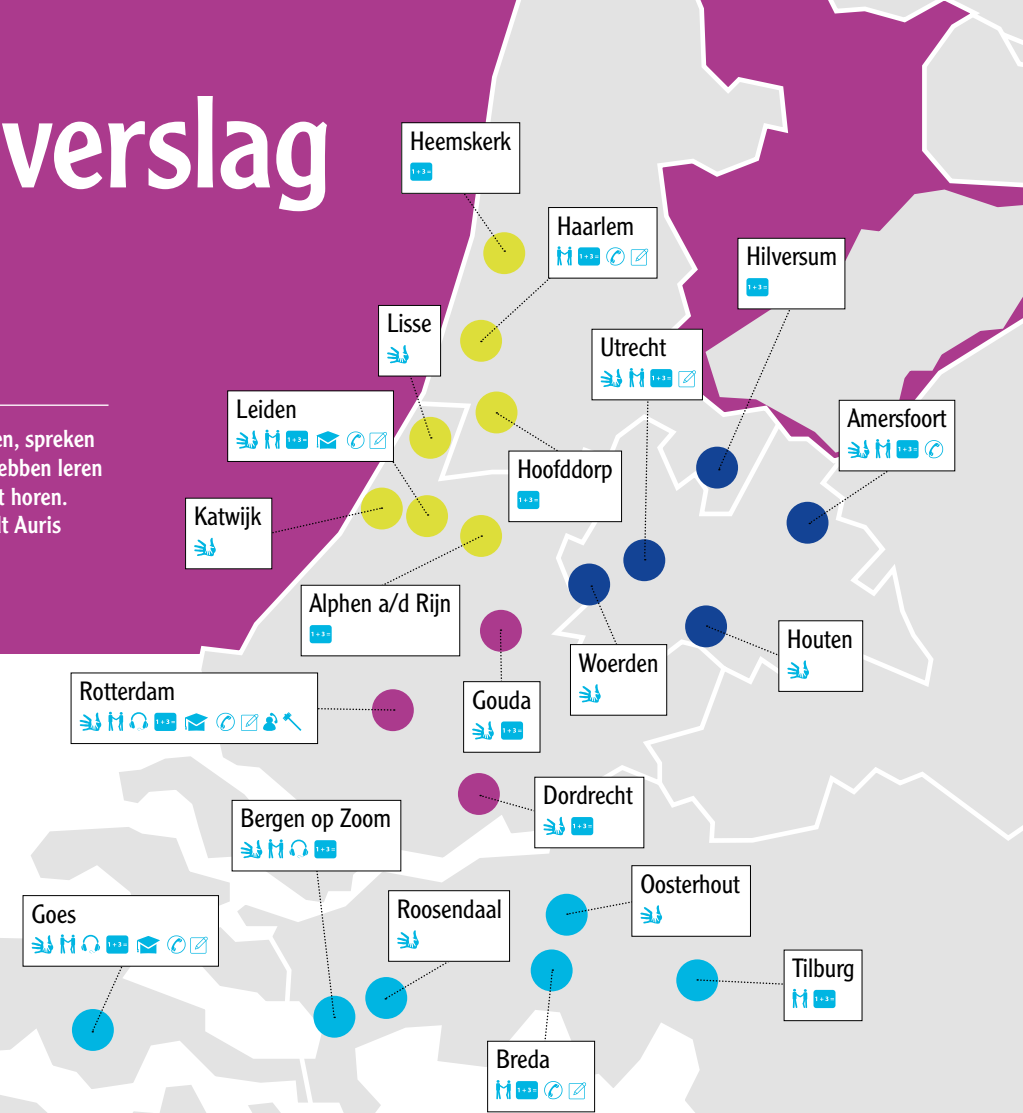 verslag
en, spreken
ebben leren
t horen.
lt Auris
Heemskerk
1+3=
Haarlem
1+3=
Hilversum
1+3=
Lisse
Utrecht
1+3=
Leiden
1+3=
Amersfoort
1+3=
Hoofddorp
1+3=
Katwijk
Alphen a/d Rijn
1+3=
Houten
Woerden
Rotterdam
1+3=
Gouda
1+3=
Dordrecht
1+3=
Bergen op Zoom
1+3=
Oosterhout
Roosendaal
Goes
1+3=
Tilburg
1+3=
Breda
1+3=